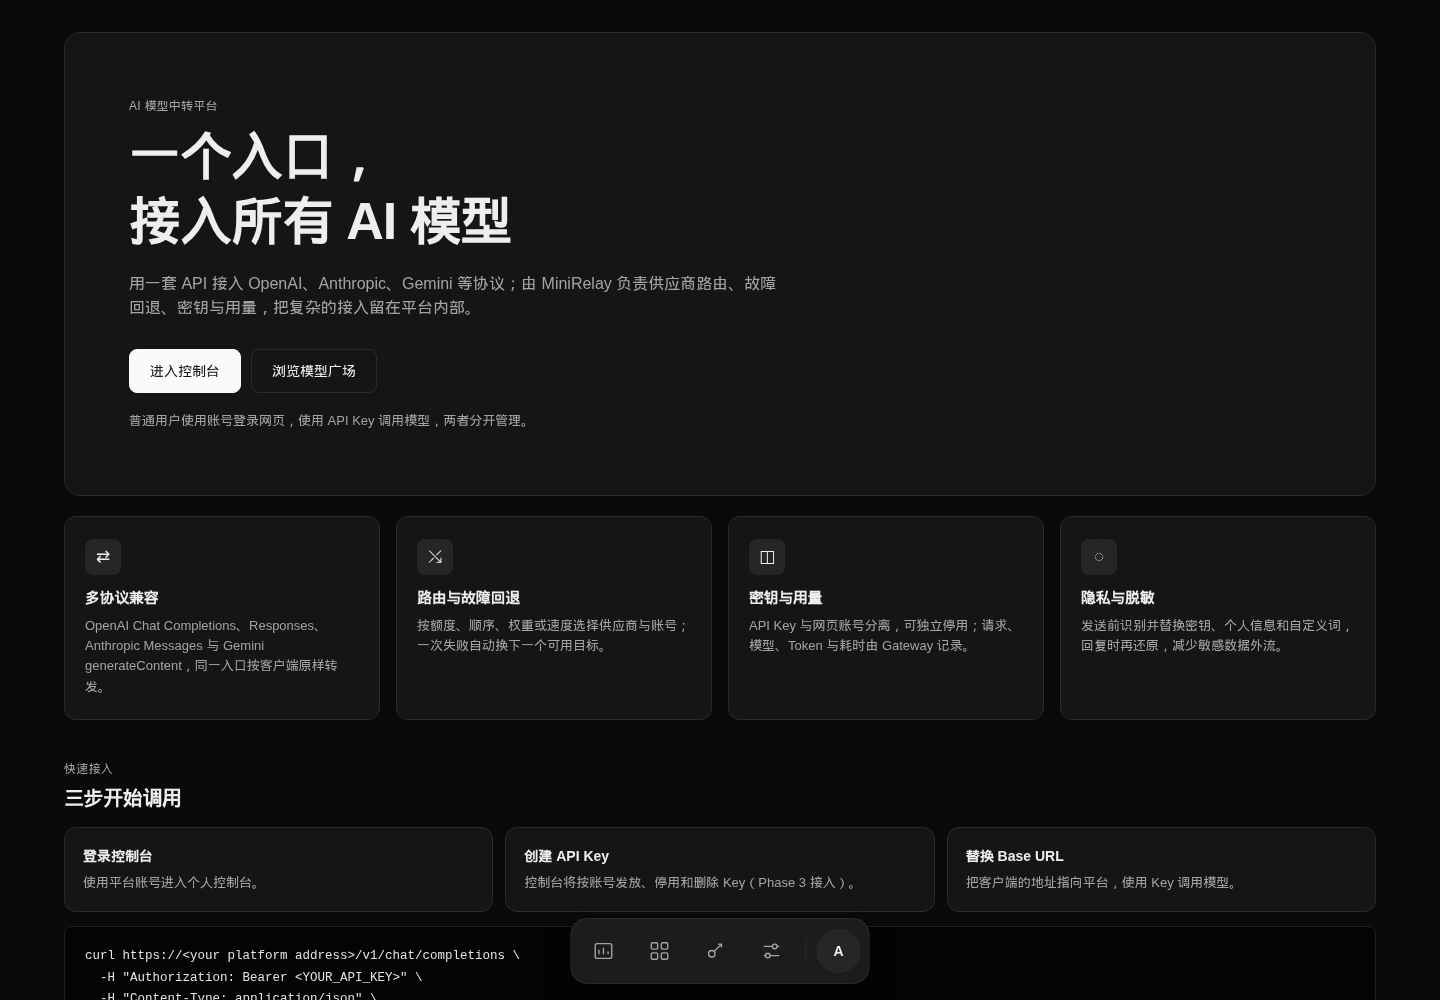 AI 模型中转平台
一个入口，
接入所有 AI 模型
用一套 API 接入 OpenAI、Anthropic、Gemini 等协议；由 MiniRelay 负责供应商路由、故障
回退、密钥与用量，把复杂的接入留在平台内部。
进入控制台
浏览模型广场
普通用户使用账号登录网页，使用 API Key 调用模型，两者分开管理。
多协议兼容
OpenAI Chat Completions、Responses、
Anthropic Messages 与 Gemini
generateContent，同一入口按客户端原样转
发。
路由与故障回退
按额度、顺序、权重或速度选择供应商与账号；
一次失败自动换下一个可用目标。
密钥与用量
API Key 与网页账号分离，可独立停用；请求、
模型、Token 与耗时由 Gateway 记录。
隐私与脱敏
发送前识别并替换密钥、个人信息和自定义词，
回复时再还原，减少敏感数据外流。
快速接入
三步开始调用
登录控制台
使用平台账号进入个人控制台。
创建 API Key
控制台将按账号发放、停用和删除 Key（Phase 3 接入）。
替换 Base URL
把客户端的地址指向平台，使用 Key 调用模型。
curl https://<your platform address>/v1/chat/completions \
-H "Authorization: Bearer <YOUR_API_KEY>" \
-H "Content-Type: application/json" \
A